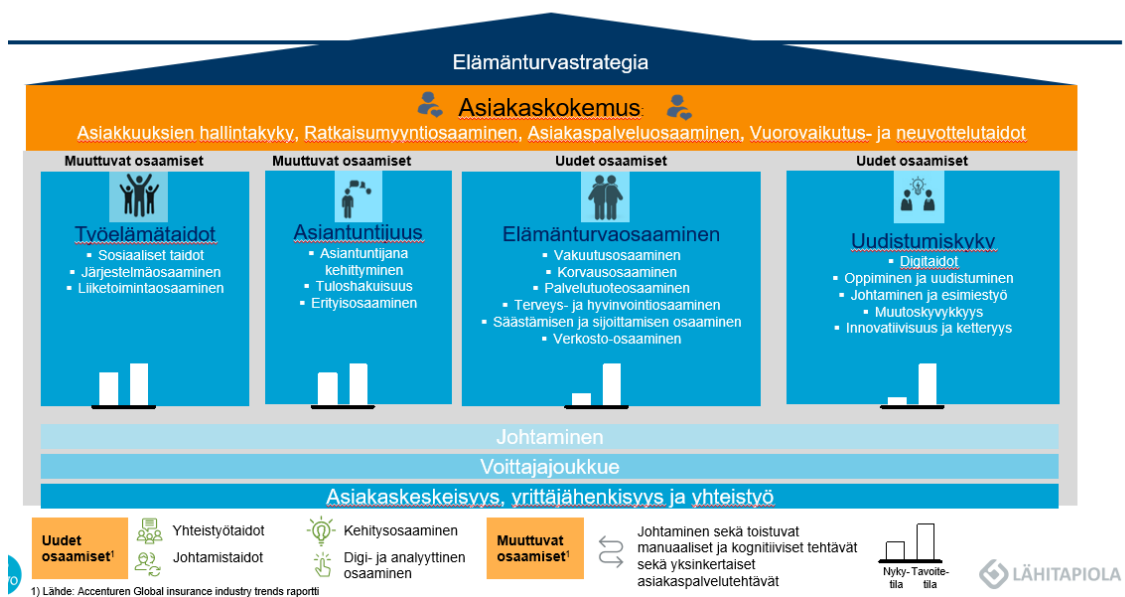 Elämänturvastrategia
Asiakaskokemus:
Asiakkuuksien hallintakyky, Ratkaisumyyntiosaaminen, Asiakaspalveluosaaminen, Vuorovaikutus- ja neuvottelutaidot
Muuttuvat osaamiset
Työelämätaidot
▪ Sosiaaliset taidot
▪ Järjestelmäosaaminen
▪ Liiketoimintaosaaminen
Muuttuvat osaamiset
Asiantuntijuus
▪ Asiantuntijana
kehittyminen
▪ Tuloshakuisuus
▪ Erityisosaaminen
Uudet osaamiset
Elämänturvaosaaminen
▪ Vakuutusosaaminen
▪ Korvausosaaminen
▪ Palvelutuoteosaaminen
▪ Terveys- ja hyvinvointiosaaminen
▪ Säästämisen ja sijoittamisen osaaminen
▪ Verkosto-osaaminen
Uudet osaamiset
Uudistumiskyky
▪ Digitaidot
▪ Oppiminen ja uudistuminen
▪ Johtaminen ja esimiestyö
▪ Muutoskyvykkyys
▪ Innovatiivisuus ja ketteryys
Johtaminen
Voittajajoukkue
Asiakaskeskeisyys, yrittäjähenkisyys ja yhteistyö
Uudet
osaamiset¹
Yhteistyötaidot
Johtamistaidot
Kehitysosaaminen
Digi- ja analyyttinen
osaaminen
Muuttuvat
osaamiset¹
Johtaminen sekä toistuvat
manuaaliset ja kognitiiviset tehtävät
sekä yksinkertaiset
asiakaspalvelutehtävät
Nyky-
tila
Tavoite-
tila
LÄHITAPIOLA
1) Lähde: Accenturen Global insurance industry trends raportti